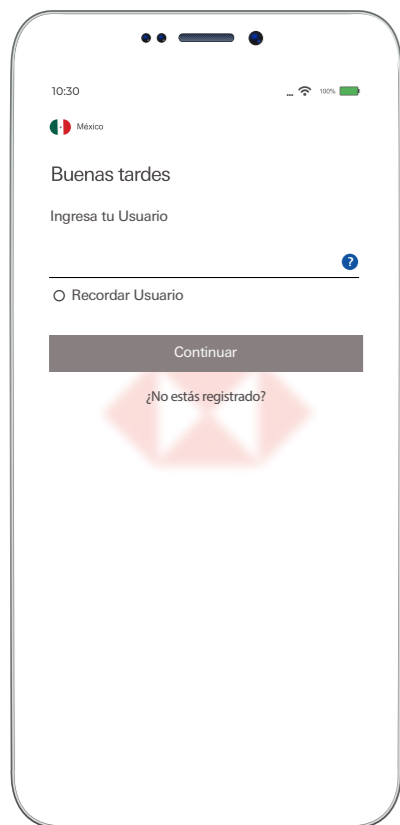 10:30 ... 100%
México
Buenas tardes
Ingresa tu Usuario
?
Recordar Usuario
Continuar
¿No estás registrado?